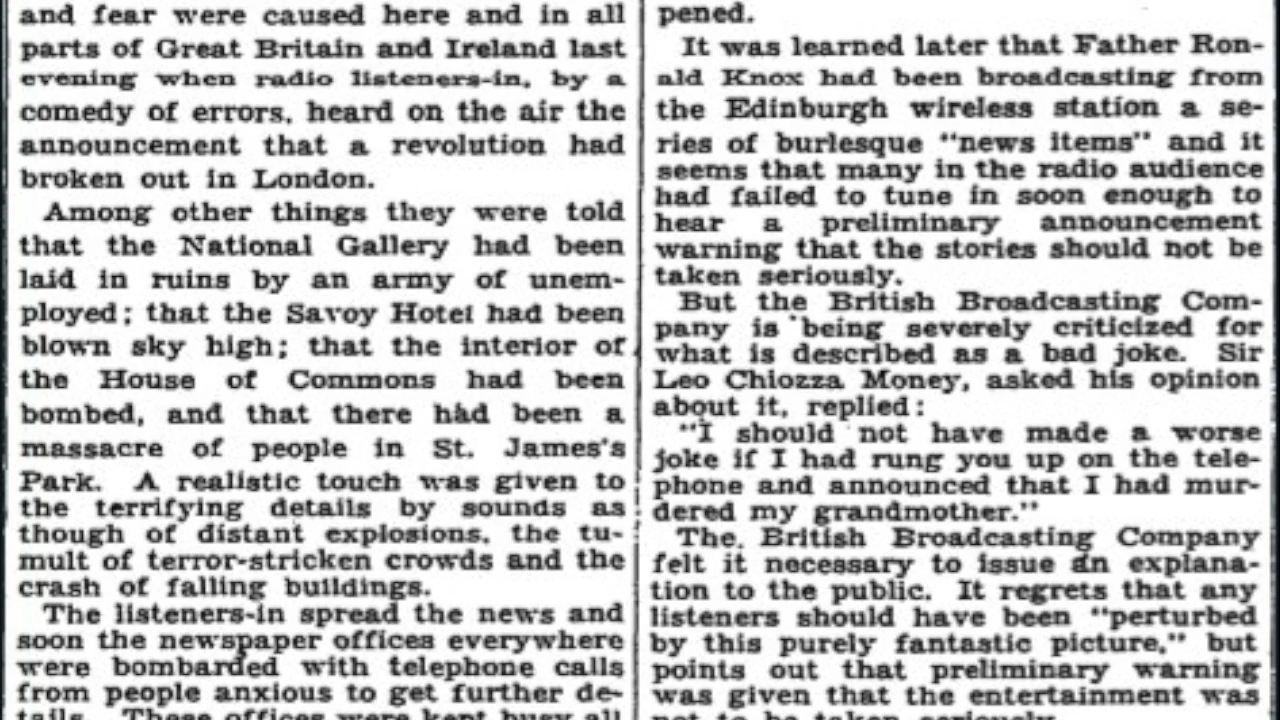 and fear were caused here and in all
parts of Great Britain and Ireland last
evening when radio listeners-in, by a
comedy of errors, heard on the air the
announcement that a revolution had
broken out in London.
Among other things they were told
that the National Gallery had been
laid in ruins by an army of unem-
ployed; that the Savoy Hotel had been
blown sky high; that the interior of
the House of Commons had been
bombed, and that there had been a
massacre of people in St. James's
Park. A realistic touch was given to
the terrifying details by sounds as
though of distant explosions, the tu-
mult of terror-stricken crowds and the
crash of falling buildings.
The listeners-in spread the news and
soon the newspaper offices everywhere
were bombarded with telephone calls
from people anxious to get further de-
tails. These offices were kept busy all
pened.
It was learned later that Father Ron-
ald Knox had been broadcasting from
the Edinburgh wireless station a se-
ries of burlesque "news items" and it
seems that many in the radio audience
had failed to tune in soon enough to
hear a preliminary announcement
warning that the stories should not be
taken seriously.
But the British Broadcasting Com-
pany is being severely criticized for
what is described as a bad joke. Sir
Leo Chiozza Money, asked his opinion
about it, replied:
"I should not have made a worse
joke if I had rung you up on the tele-
phone and announced that I had mur-
dered my grandmother."
The British Broadcasting Company
felt it necessary to issue an explana-
tion to the public. It regrets that any
listeners should have been "perturbed
by this purely fantastic picture," but
points out that preliminary warning
was given that the entertainment was
not to be taken seriously.